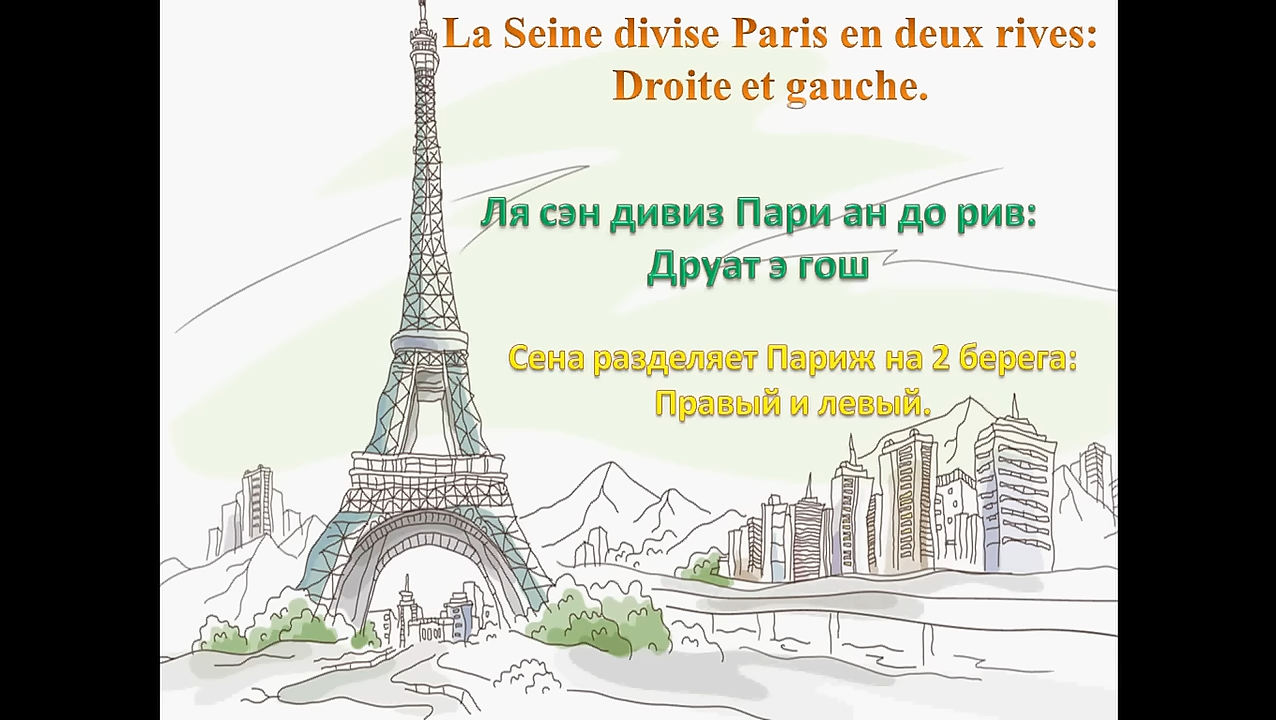 La Seine divise Paris en deux rives:
Droite et gauche.
Ля сэн дивиз Пари ан до рив:
Друат э гош
Сена разделяет Париж на 2 берега:
Правый и левый.